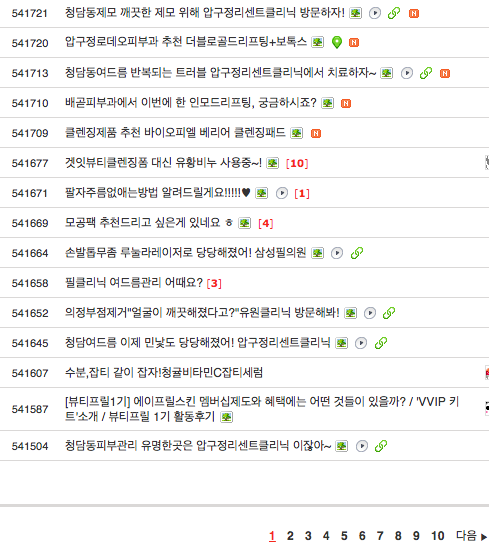 541721 청담동제모 깨끗한 제모 위해 압구정리센트클리닉 방문하자! N
541720 압구정로데오피부과 추천 더블로골드리프팅+보톡스 N
541713 청담동여드름 반복되는 트러블 압구정리센트클리닉에서 치료하자~ N
541710 배곧피부과에서 이번에 한 인모드리프팅, 궁금하시죠? N
541709 클렌징제품 추천 바이오피엘 베리어 클렌징패드 N
541677 겟잇뷰티클렌징폼 대신 유황비누 사용중~! [10]
541671 팔자주름없애는방법 알려드릴게요!!!!!♥ [1]
541669 모공팩 추천드리고 싶은게 있네요 ㅎ [4]
541664 손발톱무좀 루눌라레이저로 당당해졌어! 삼성필의원
541658 필클리닉 여드름관리 어때요? [3]
541652 의정부점제거"얼굴이 깨끗해졌다고?"유원클리닉 방문해봐!
541645 청담여드름 이제 민낯도 당당해졌어! 압구정리센트클리닉
541607 수분,잡티 같이 잡자!청귤비타민C잡티세럼
541587 [뷰티프릴1기] 에이프릴스킨 멤버십제도와 혜택에는 어떤 것들이 있을까? / 'VVIP 키
트'소개 / 뷰티프릴 1기 활동후기
541504 청담동피부관리 유명한곳은 압구정리센트클리닉 이잖아~
1 2 3 4 5 6 7 8 9 10 다음 ▶